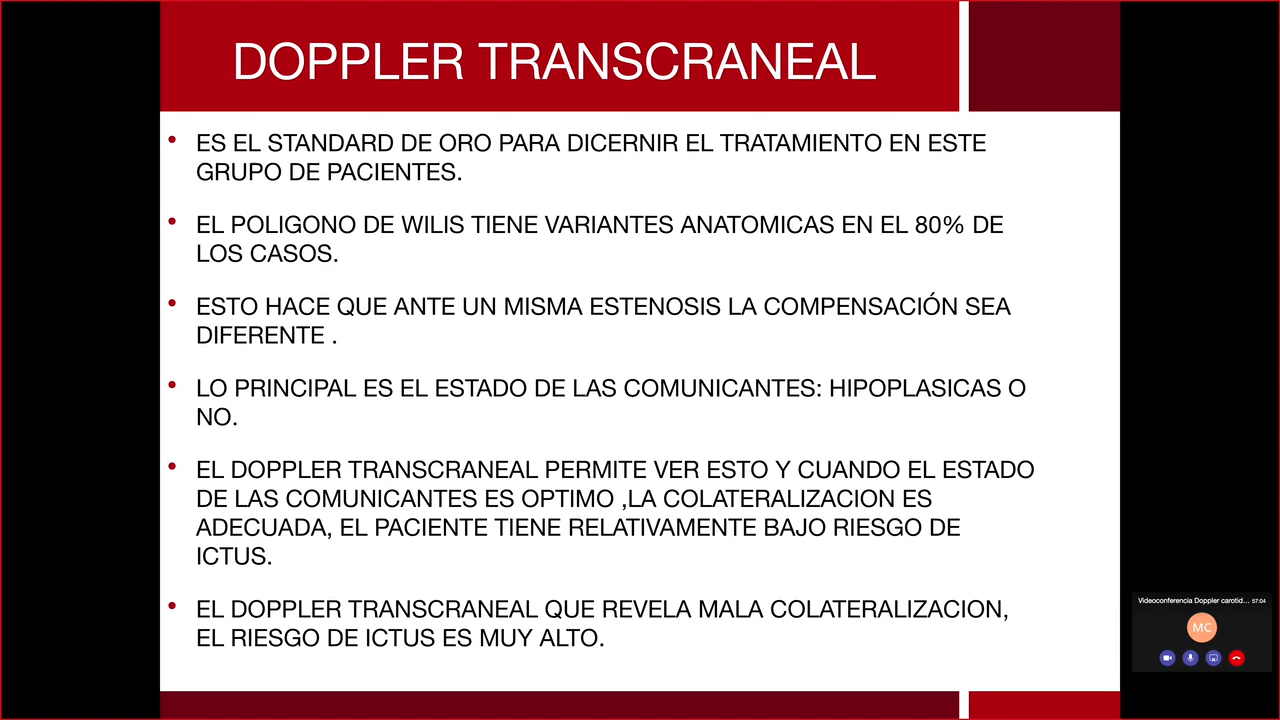 DOPPLER TRANSCRANEAL
• ES EL STANDARD DE ORO PARA DICERNIR EL TRATAMIENTO EN ESTE
GRUPO DE PACIENTES.
• EL POLIGONO DE WILIS TIENE VARIANTES ANATOMICAS EN EL 80% DE
LOS CASOS.
• ESTO HACE QUE ANTE UN MISMA ESTENOSIS LA COMPENSACIÓN SEA
DIFERENTE .
• LO PRINCIPAL ES EL ESTADO DE LAS COMUNICANTES: HIPOPLASICAS O
NO.
• EL DOPPLER TRANSCRANEAL PERMITE VER ESTO Y CUANDO EL ESTADO
DE LAS COMUNICANTES ES OPTIMO ,LA COLATERALIZACION ES
ADECUADA, EL PACIENTE TIENE RELATIVAMENTE BAJO RIESGO DE
ICTUS.
• EL DOPPLER TRANSCRANEAL QUE REVELA MALA COLATERALIZACION,
EL RIESGO DE ICTUS ES MUY ALTO.
Videoconferencia Doppler carotid... 57:04
MC